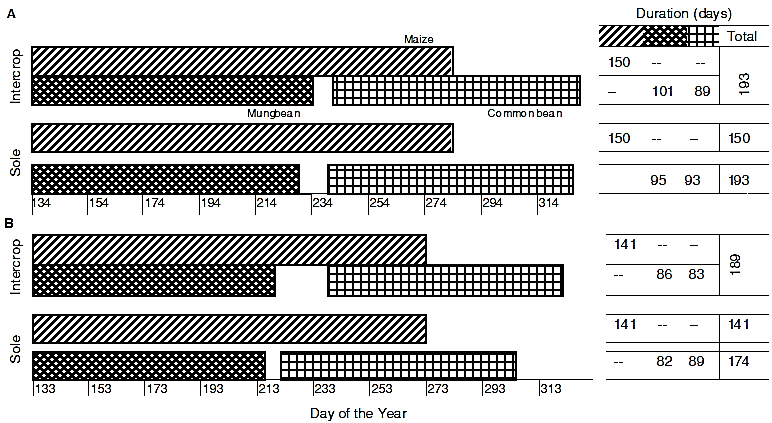 A
Duration (days)
Maize
Total
Intercrop
150 -- --
– 101 89
193
Mungbean
Common bean
Sole
150 -- – 150
95 93 193
134 154 174 194 214 234 254 274 294 314
B
Intercrop
141 -- –
-- 86 83
189
Sole
141 -- – 141
-- 82 89 174
133 153 173 193 213 233 253 273 293 313
Day of the Year